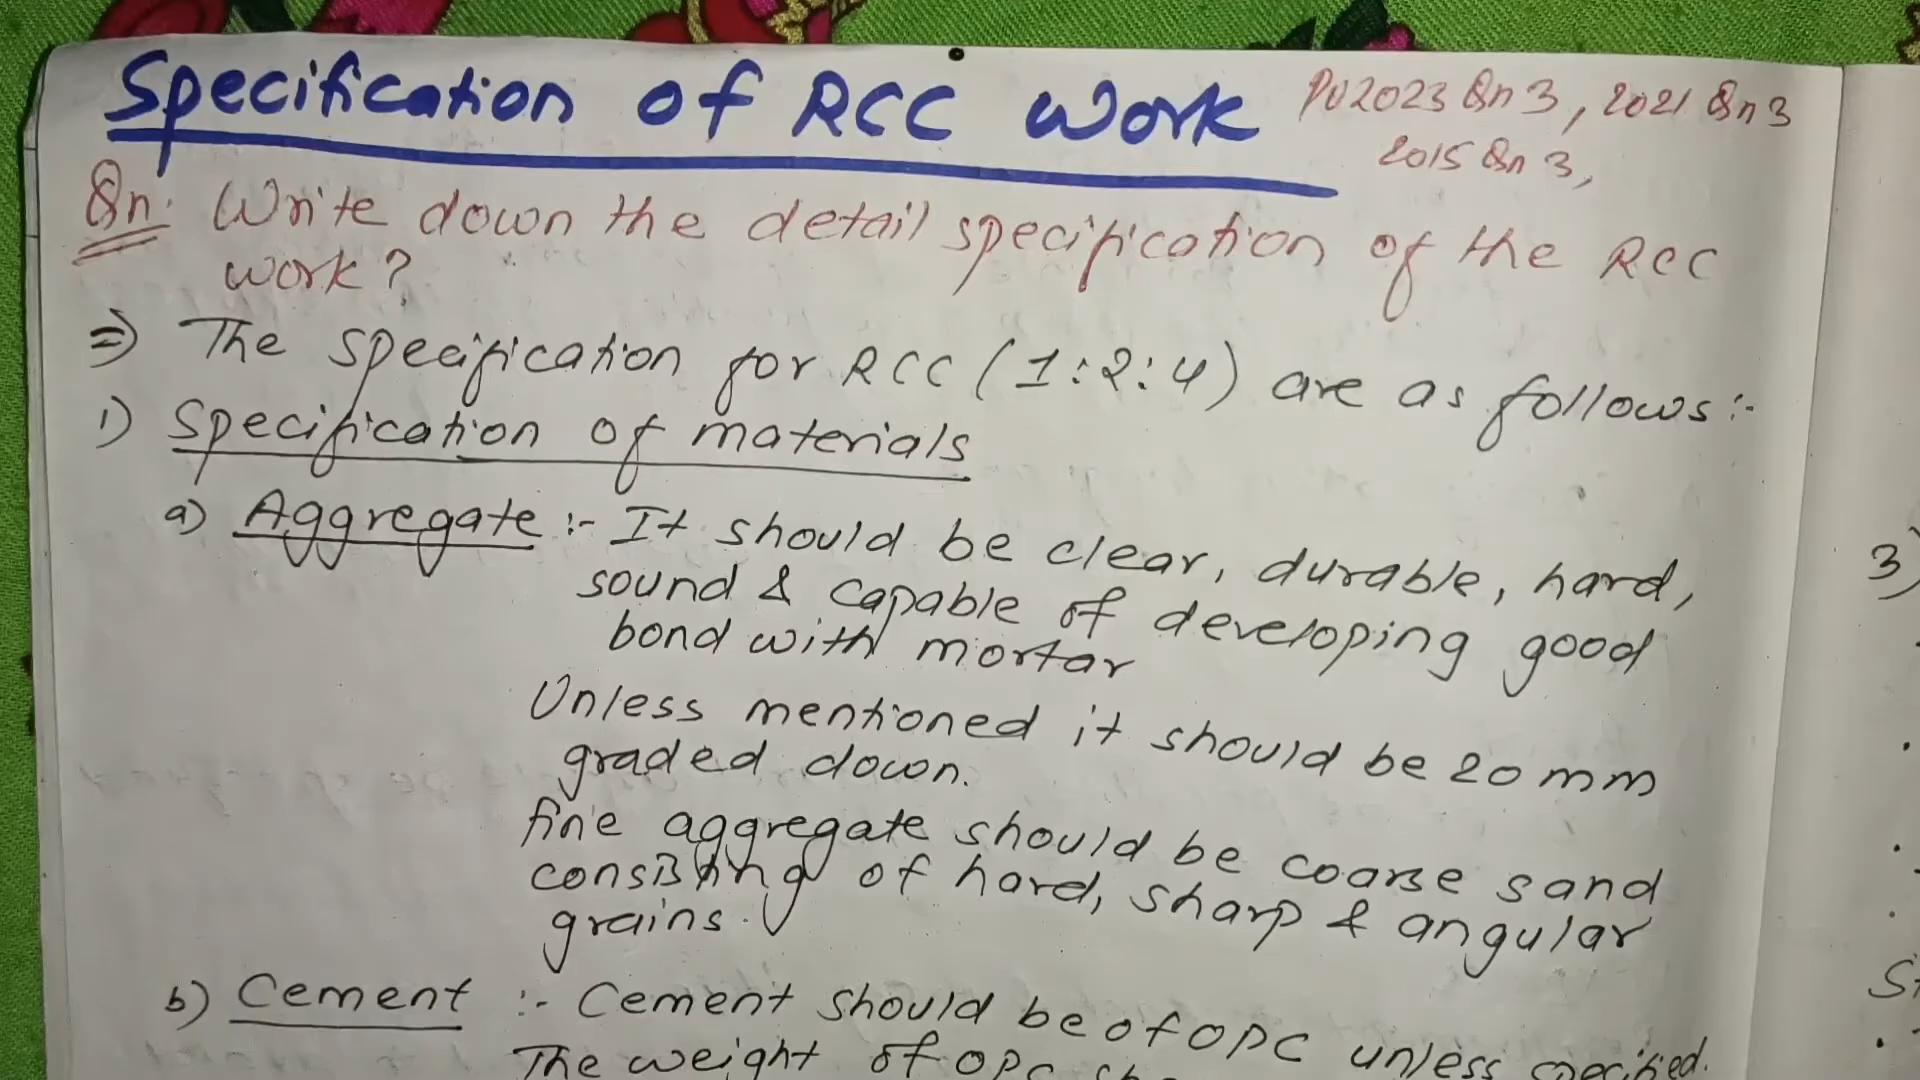 Specification of RCC Work
PU2023 Qn 3, 2021 Qn 3
2015 Qn 3,
Qn. Write down the detail specification of the RCC
work?
⇒ The specification for RCC (1:2:4) are as follows :-
1) Specification of materials
a) Aggregate :- It should be clear, durable, hard,
sound & capable of developing good
bond with mortar
Unless mentioned it should be 20 mm
graded down.
fine aggregate should be coarse sand
consisting of hard, sharp & angular
grains.
b) Cement :- Cement should be of OPC unless specified.
The weight of OPC
3)